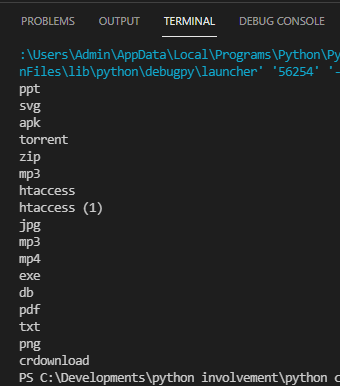 PROBLEMS OUTPUT TERMINAL DEBUG CONSOLE
:\Users\Admin\AppData\Local\Programs\Python\Py
nFiles\lib\python\debugpy\launcher' '56254' '-
ppt
svg
apk
torrent
zip
mp3
htaccess
htaccess (1)
jpg
mp3
mp4
exe
db
pdf
txt
png
crdownload
PS C:\Developments\python involvement\python c